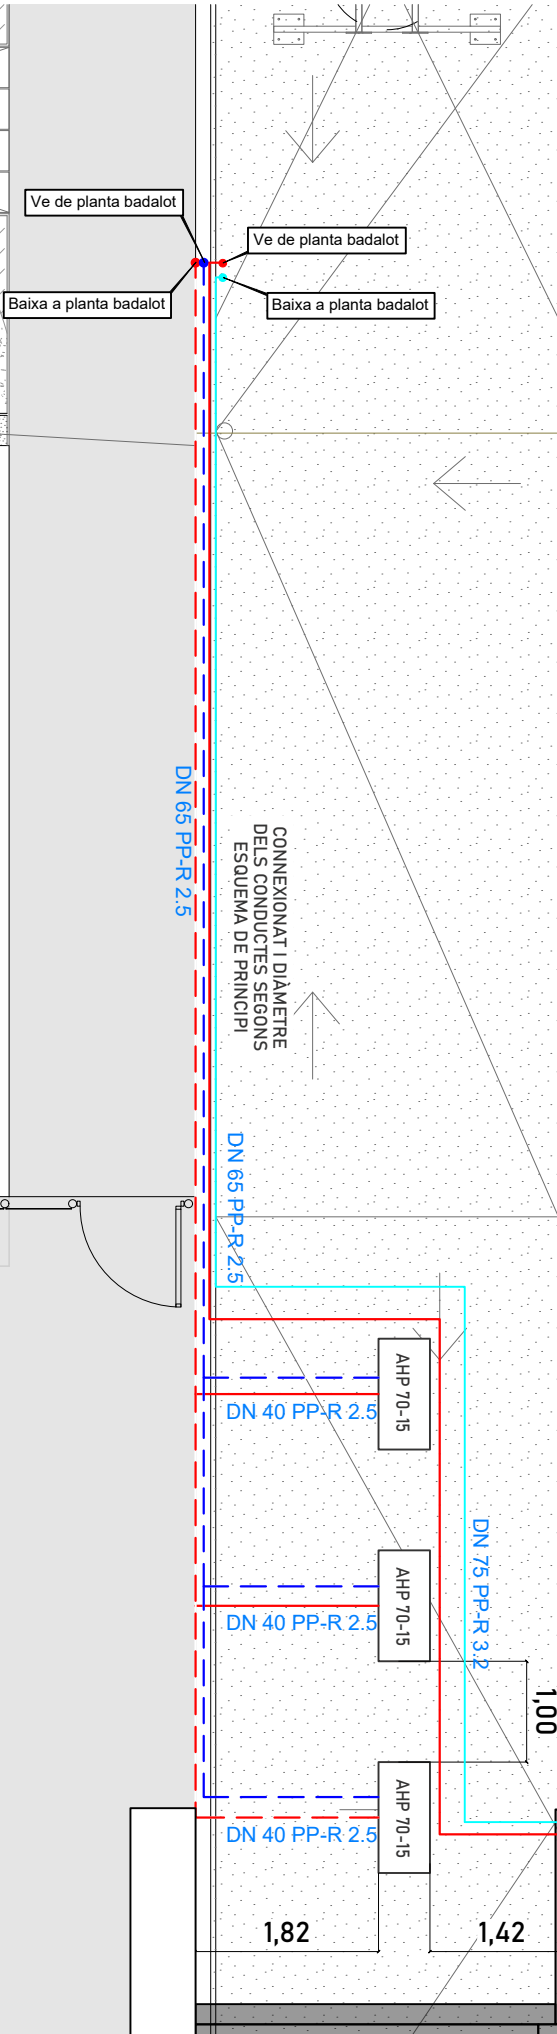 Ve de planta badalot
Ve de planta badalot
Baixa a planta badalot
Baixa a planta badalot
DN 65 PP-R 2.5
CONNEXIONAT I DIÀMETRE
DELS CONDUCTES SEGONS
ESQUEMA DE PRINCIPI
DN 65 PP-R 2.5
AHP 70-15
DN 40 PP-R 2.5
DN 75 PP-R 3.2
AHP 70-15
DN 40 PP-R 2.5
1,00
AHP 70-15
DN 40 PP-R 2.5
1,82
1,42